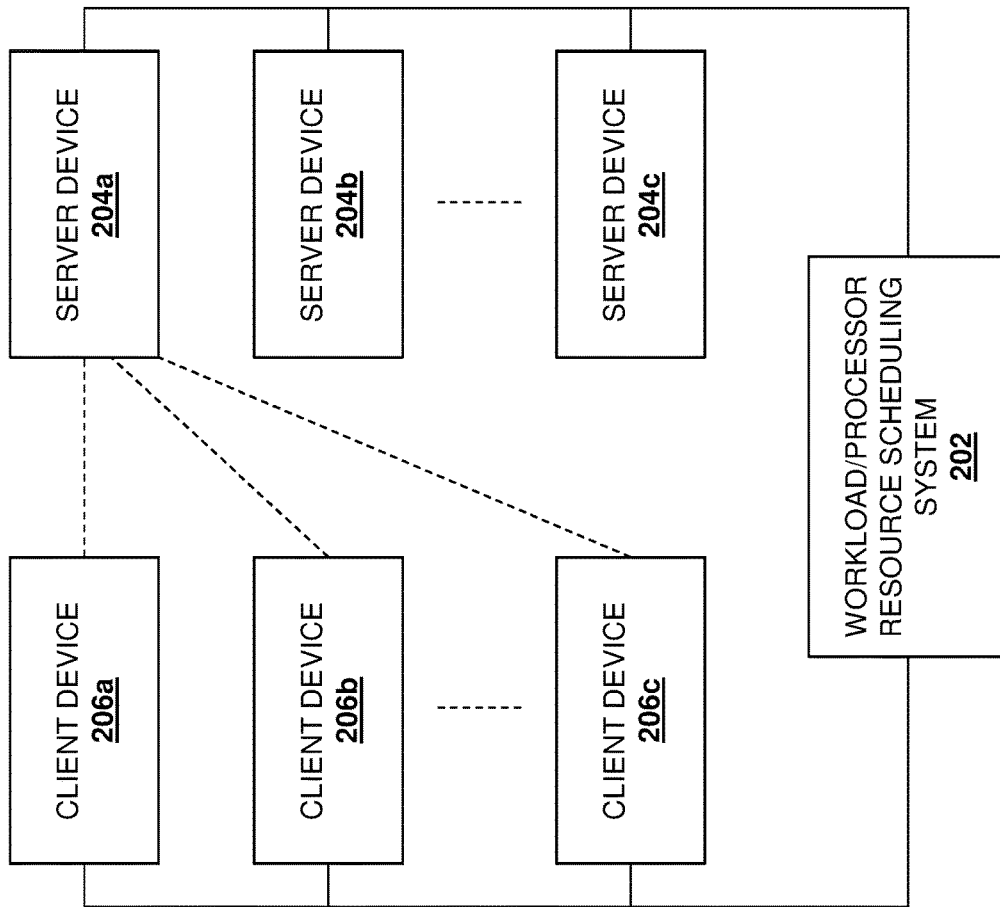 SERVER DEVICE
204a
SERVER DEVICE
204b
SERVER DEVICE
204c
CLIENT DEVICE
206a
CLIENT DEVICE
206b
CLIENT DEVICE
206c
WORKLOAD/PROCESSOR
RESOURCE SCHEDULING
SYSTEM
202